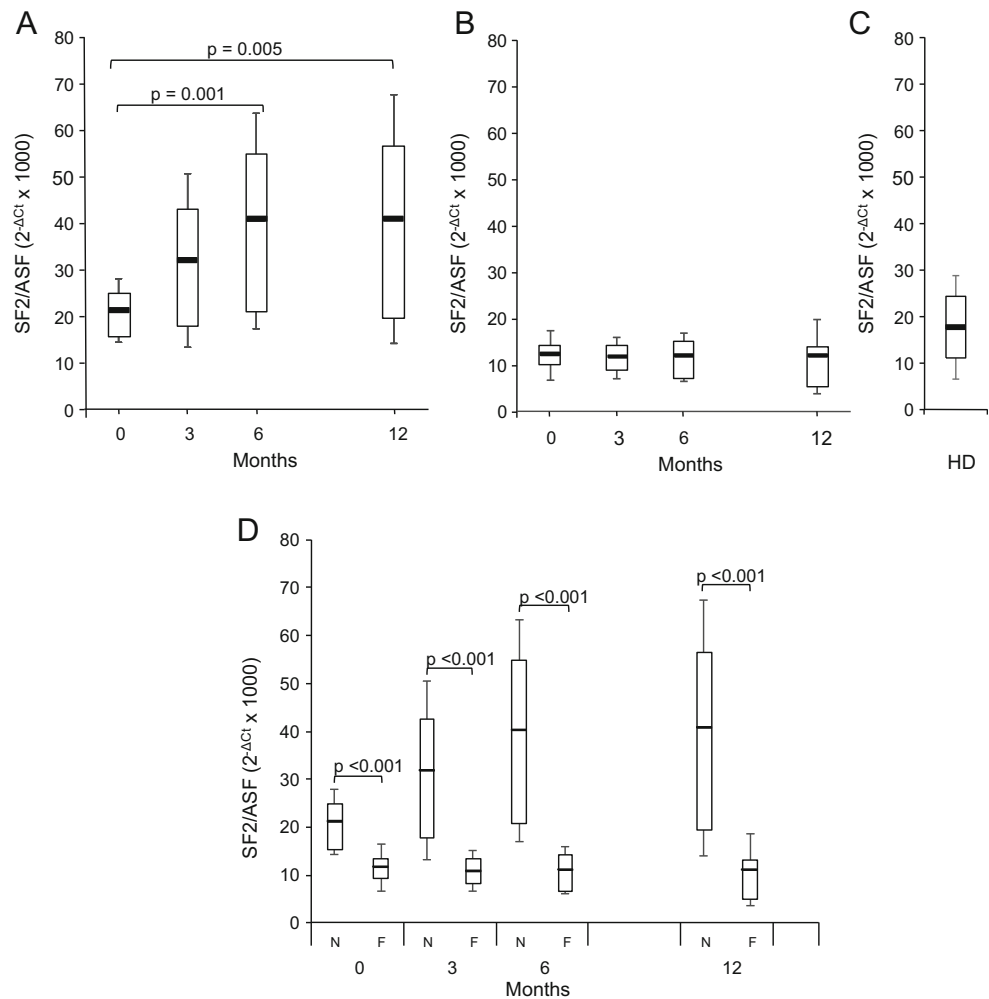 A
SF2/ASF (2-ΔCt x 1000)
80
70
60
50
40
30
20
10
0
p = 0.005
p = 0.001
0 3 6 12
Months
B
SF2/ASF (2-ΔCt x 1000)
80
70
60
50
40
30
20
10
0
0 3 6 12
Months
C
SF2/ASF (2-ΔCt x 1000)
80
70
60
50
40
30
20
10
0
HD
D
SF2/ASF (2-ΔCt x 1000)
80
70
60
50
40
30
20
10
0
p <0.001
p <0.001
p <0.001
p <0.001
N F N F N F N F
0 3 6 12
Months